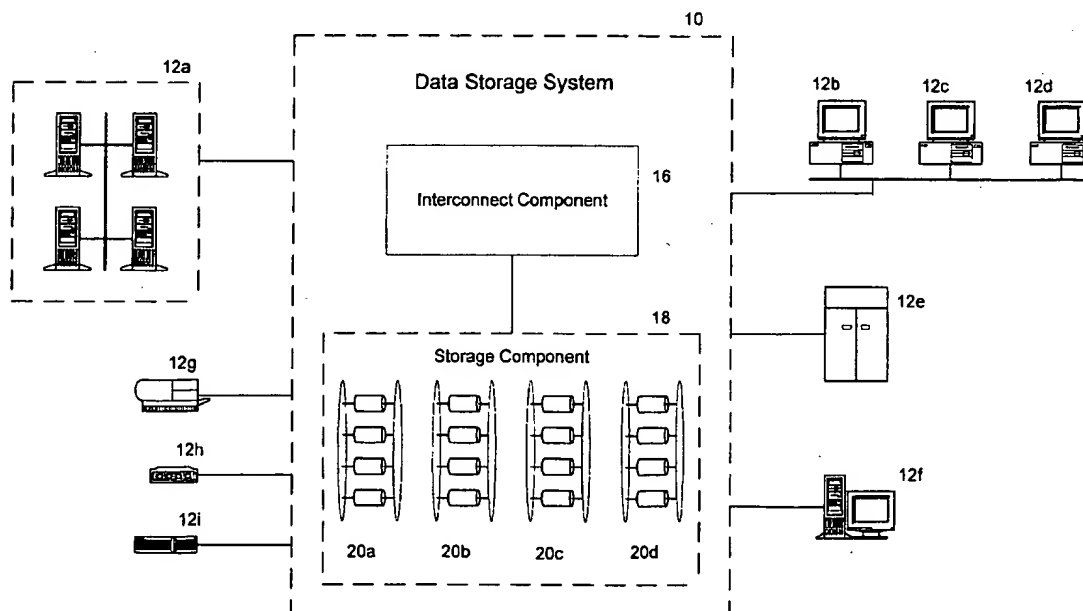 10
12a
Data Storage System
12b 12c 12d
16
Interconnect Component
12e
18
Storage Component
12g
12h
12f
12i
20a 20b 20c 20d